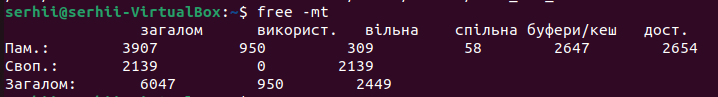 serhii@serhii-VirtualBox:~$ free -mt
загалом використ. вільна спільна буфери/кеш дост.
Пам.: 3907 950 309 58 2647 2654
Своп.: 2139 0 2139
Загалом: 6047 950 2449